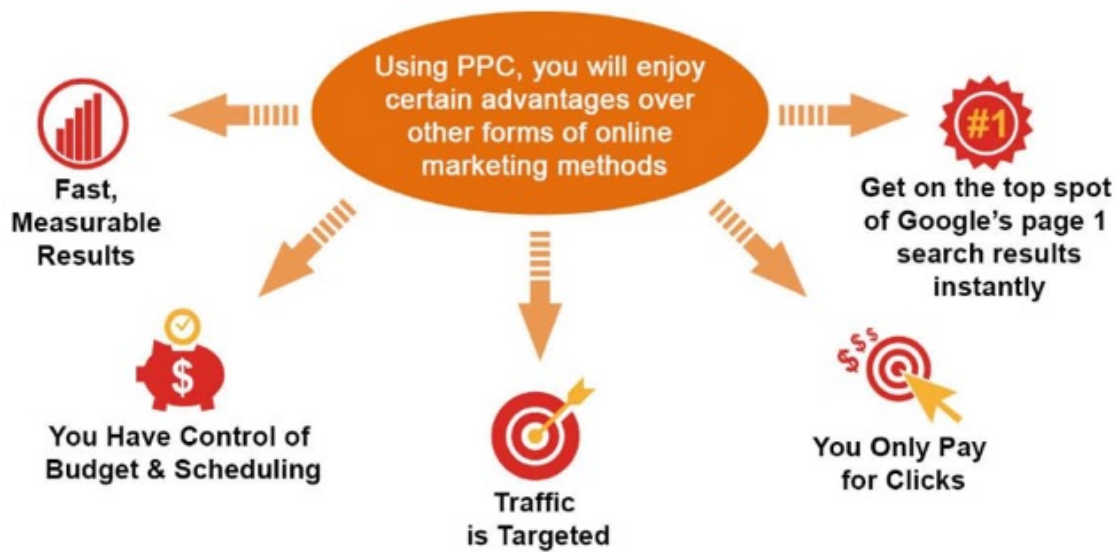 Using PPC, you will enjoy
certain advantages over
other forms of online
marketing methods
Fast,
Measurable
Results
#1
Get on the top spot
of Google's page 1
search results
instantly
$
You Have Control of
Budget & Scheduling
Traffic
is Targeted
$$$
You Only Pay
for Clicks